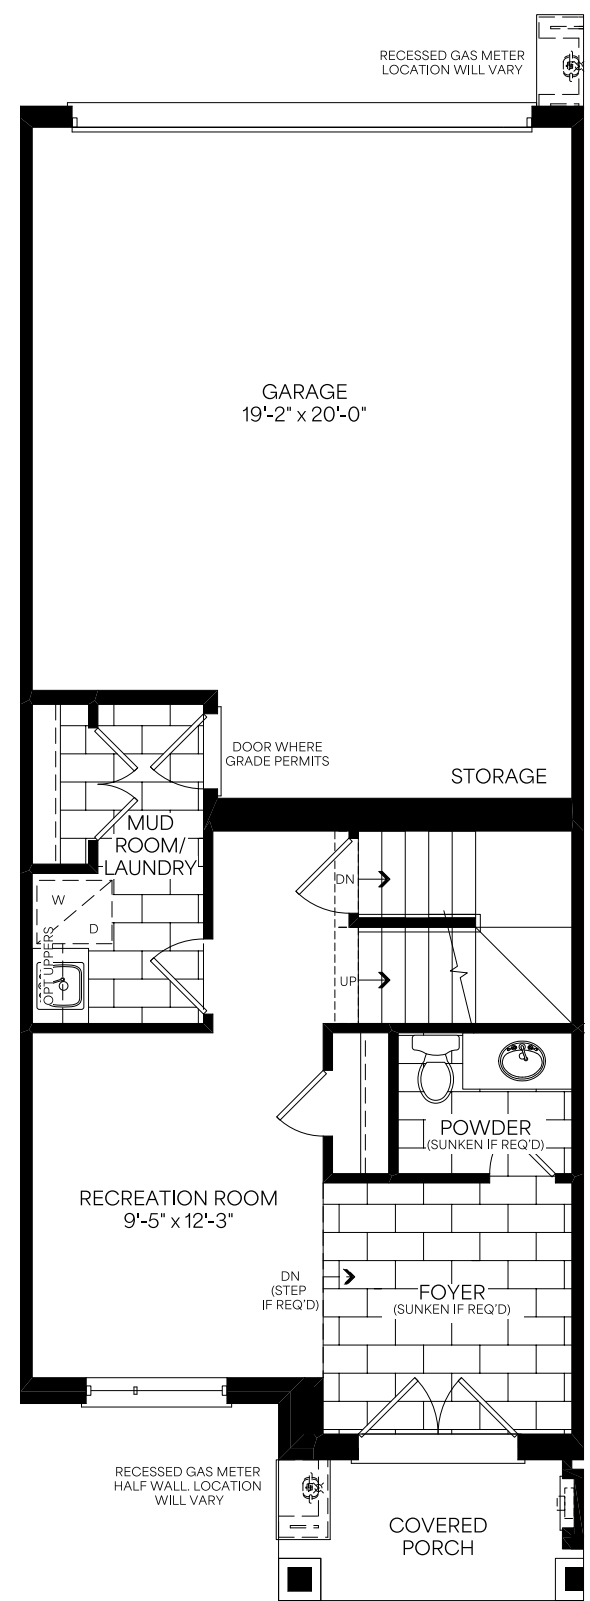 RECESSED GAS METER
LOCATION WILL VARY
GARAGE
19'-2" x 20'-0"
DOOR WHERE
GRADE PERMITS
STORAGE
MUD
ROOM/
LAUNDRY
W
D
OPT UPPERS
DN
UP
POWDER
(SUNKEN IF REQ'D)
RECREATION ROOM
9'-5" x 12'-3"
DN
(STEP
IF REQ'D)
FOYER
(SUNKEN IF REQ'D)
RECESSED GAS METER
HALF WALL. LOCATION
WILL VARY
COVERED
PORCH